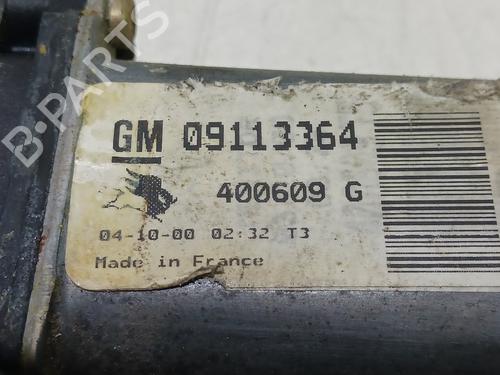 GM 09113364
400609 G
04-10-00 02:32 T3
Made in France
B-PARTS